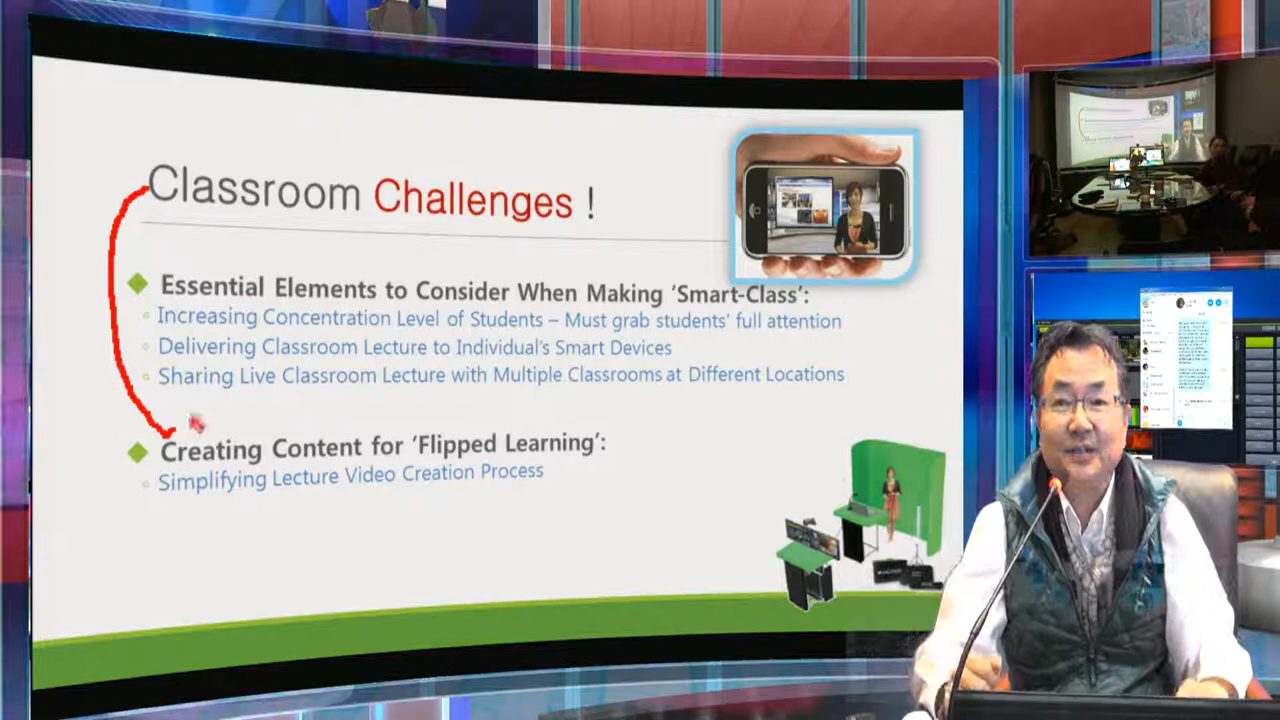 Classroom Challenges !
Essential Elements to Consider When Making ‘Smart-Class’:
Increasing Concentration Level of Students – Must grab students’ full attention
Delivering Classroom Lecture to Individual’s Smart Devices
Sharing Live Classroom Lecture with Multiple Classrooms at Different Locations
Creating Content for ‘Flipped Learning’:
Simplifying Lecture Video Creation Process